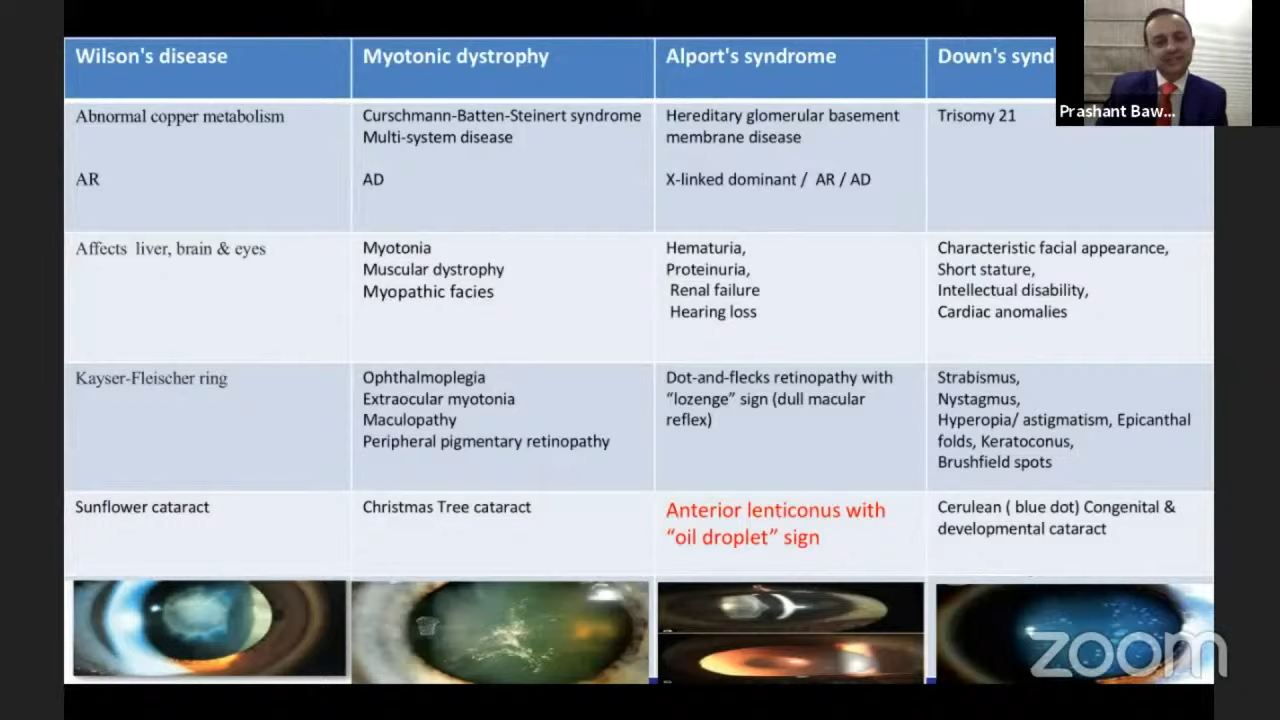 Wilson's disease
Myotonic dystrophy
Alport's syndrome
Down's synd
Prashant Baw...
Abnormal copper metabolism
AR
Curschmann-Batten-Steinert syndrome
Multi-system disease
AD
Hereditary glomerular basement
membrane disease
X-linked dominant / AR / AD
Trisomy 21
Affects liver, brain & eyes
Myotonia
Muscular dystrophy
Myopathic facies
Hematuria,
Proteinuria,
Renal failure
Hearing loss
Characteristic facial appearance,
Short stature,
Intellectual disability,
Cardiac anomalies
Kayser-Fleischer ring
Ophthalmoplegia
Extraocular myotonia
Maculopathy
Peripheral pigmentary retinopathy
Dot-and-flecks retinopathy with
“lozenge” sign (dull macular
reflex)
Strabismus,
Nystagmus,
Hyperopia/ astigmatism, Epicanthal
folds, Keratoconus,
Brushfield spots
Sunflower cataract
Christmas Tree cataract
Anterior lenticonus with
“oil droplet” sign
Cerulean ( blue dot) Congenital &
developmental cataract
zoom